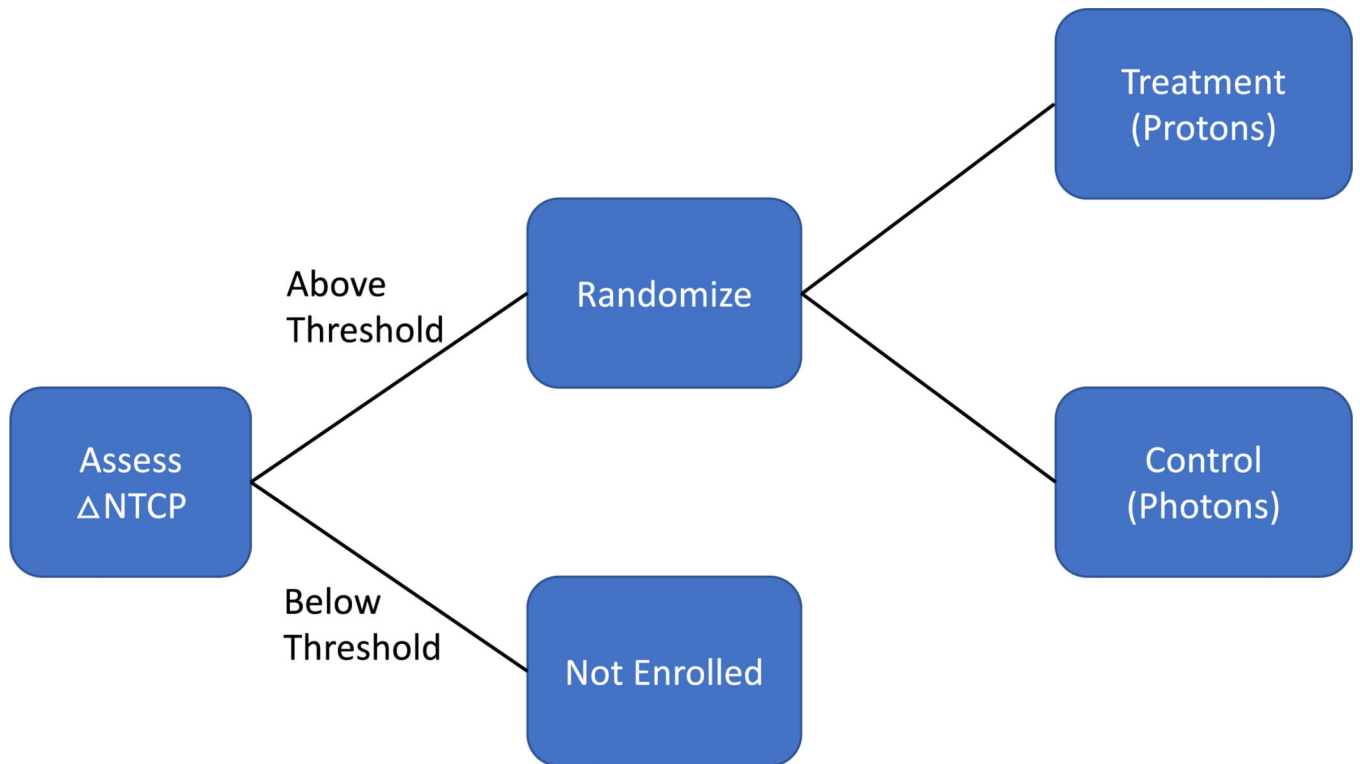 Assess
△NTCP
Above
Threshold
Below
Threshold
Randomize
Not Enrolled
Treatment
(Protons)
Control
(Photons)